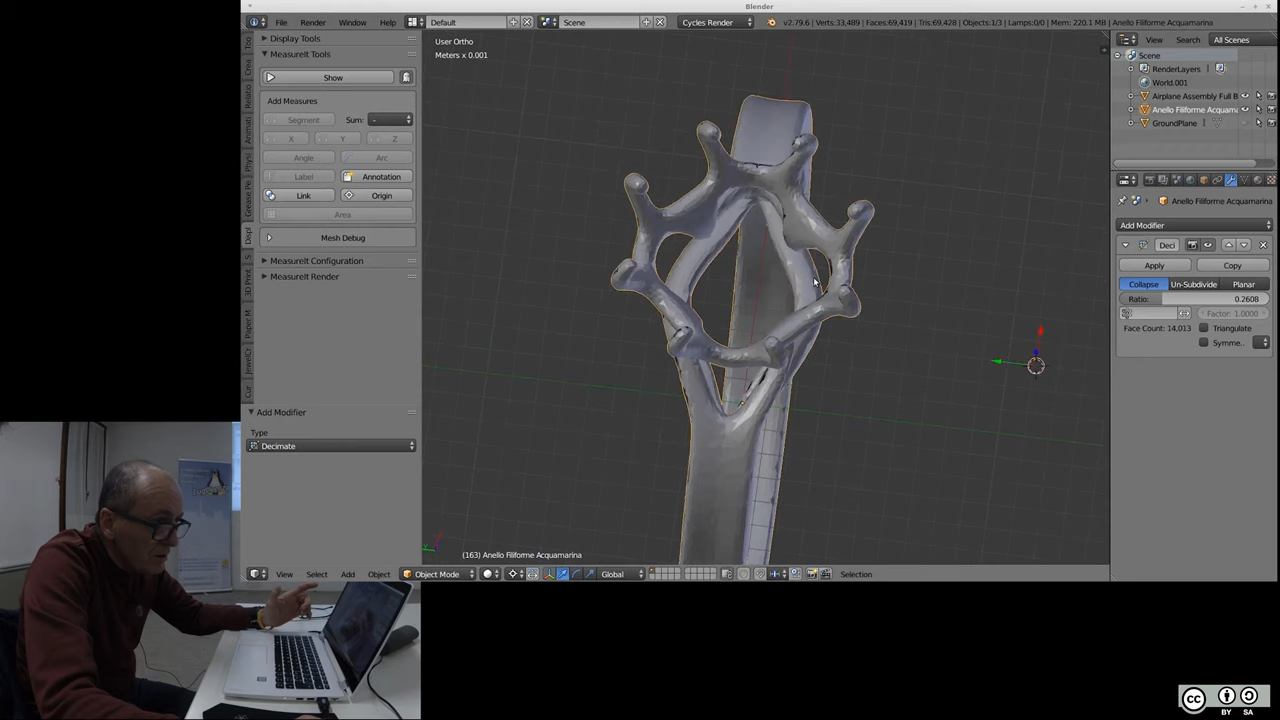 Blender
File Render Window Help Default Scene Cycles Render v2.79.6 | Verts:33,489 | Faces:69,419 | Tris:69,428 | Objects:1/3 | Lamps:0/0 | Mem: 220.1 MB | Anello Filiforme Acquamarina
Display Tools
MeasureIt Tools
Show
Add Measures
Segment Sum: -
X Y Z
Angle Arc
Label Annotation
Link Origin
Area
Mesh Debug
MeasureIt Configuration
MeasureIt Render
Add Modifier
Type
Decimate
User Ortho
Meters x 0.001
(163) Anello Filiforme Acquamarina
View Select Add Object Object Mode Global Selection
View Search All Scenes
Scene
RenderLayers
World.001
Airplane Assembly Full B
Anello Filiforme Acquama
GroundPlane
Anello Filiforme Acquamarina
Add Modifier
Deci
Apply Copy
Collapse Un-Subdivide Planar
Ratio: 0.2608
Factor: 1.0000
Face Count: 14,013 Triangulate
Symme..
CC BY SA